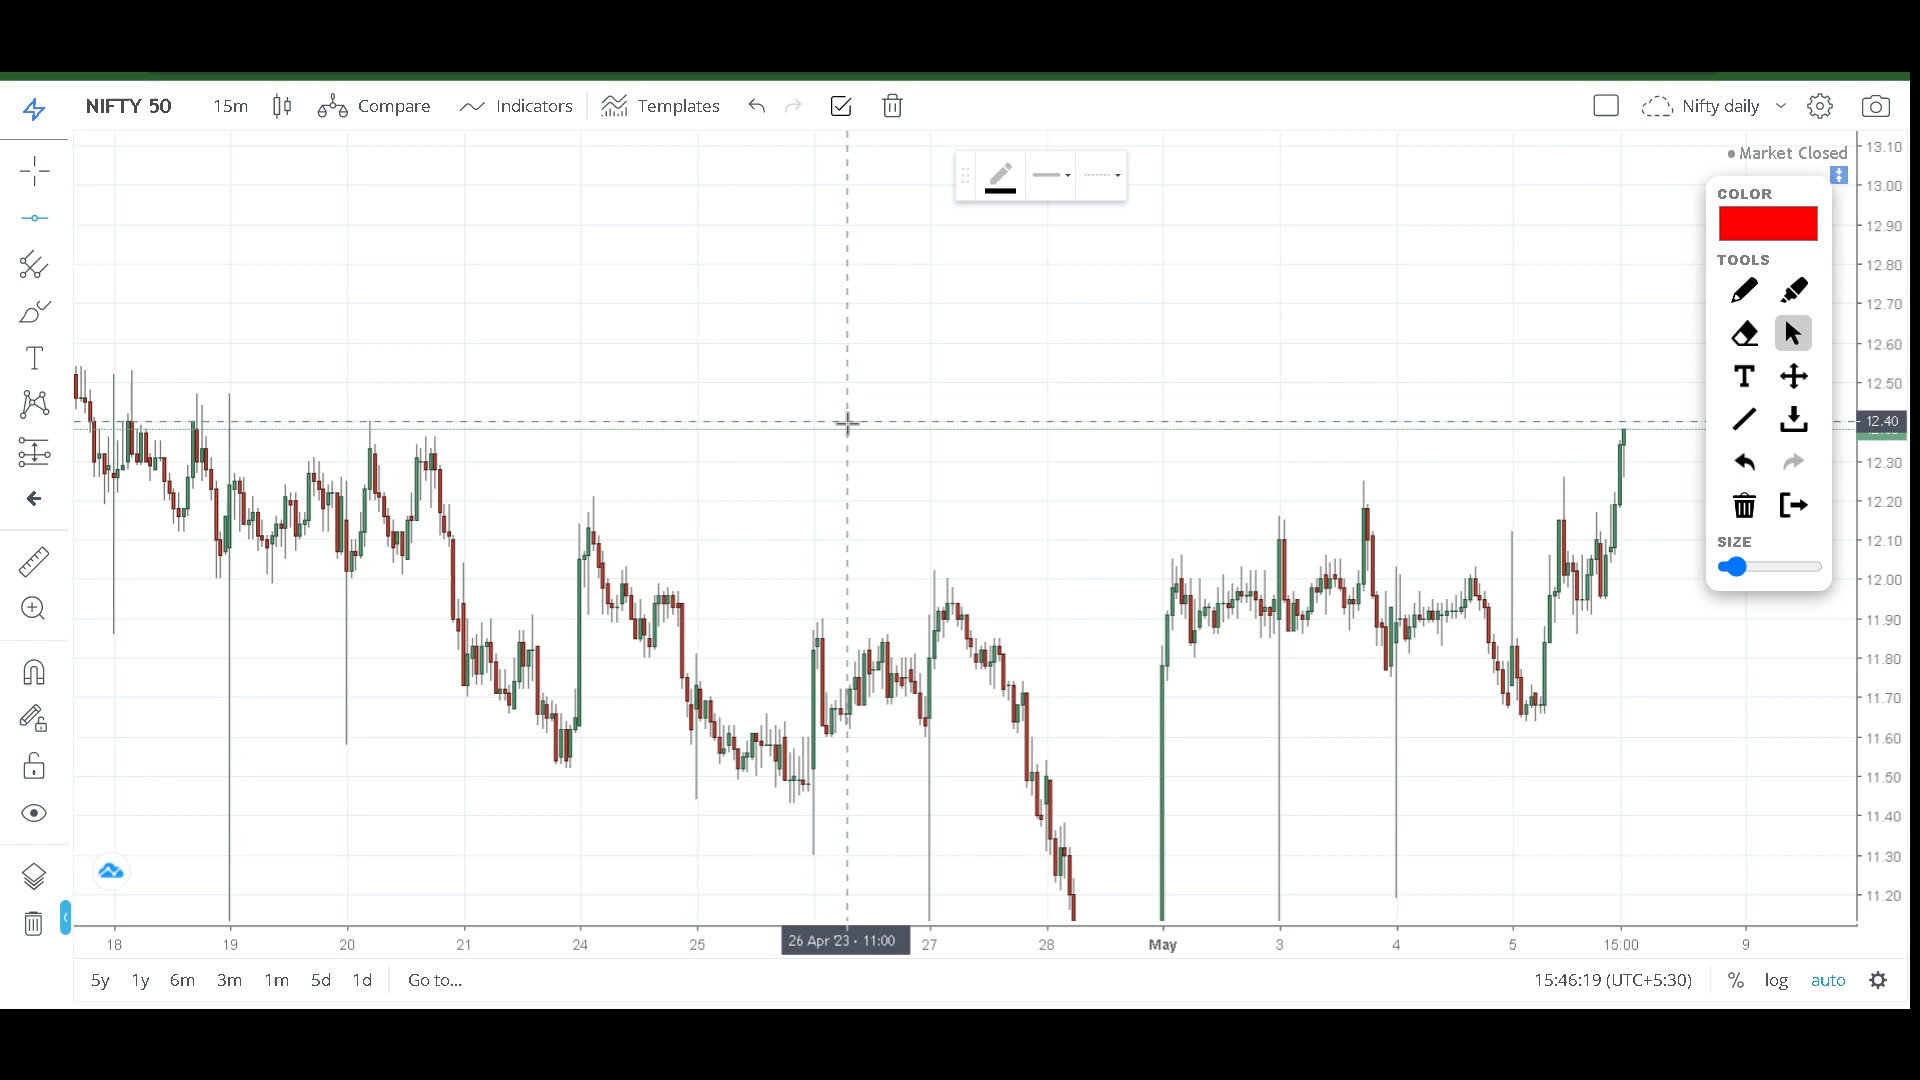 NIFTY 50 15m Compare Indicators Templates Nifty daily
Market Closed
COLOR
TOOLS
T
SIZE
13.10
13.00
12.90
12.80
12.70
12.60
12.50
12.40
12.30
12.20
12.10
12.00
11.90
11.80
11.70
11.60
11.50
11.40
11.30
11.20
18 19 20 21 24 25 26 Apr '23 • 11:00 27 28 May 3 4 5 15:00 9
5y 1y 6m 3m 1m 5d 1d Go to... 15:46:19 (UTC+5:30) % log auto